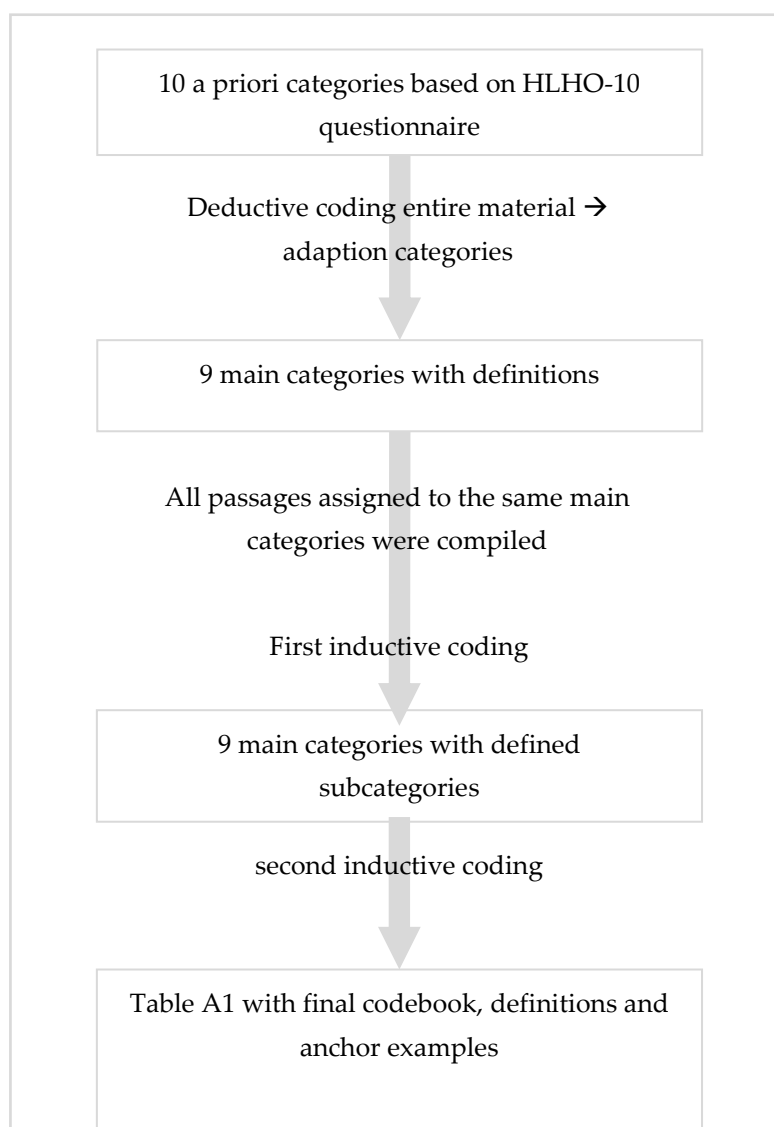 10 a priori categories based on HLHO-10
questionnaire
Deductive coding entire material →
adaption categories
9 main categories with definitions
All passages assigned to the same main
categories were compiled
First inductive coding
9 main categories with defined
subcategories
second inductive coding
Table A1 with final codebook, definitions and
anchor examples